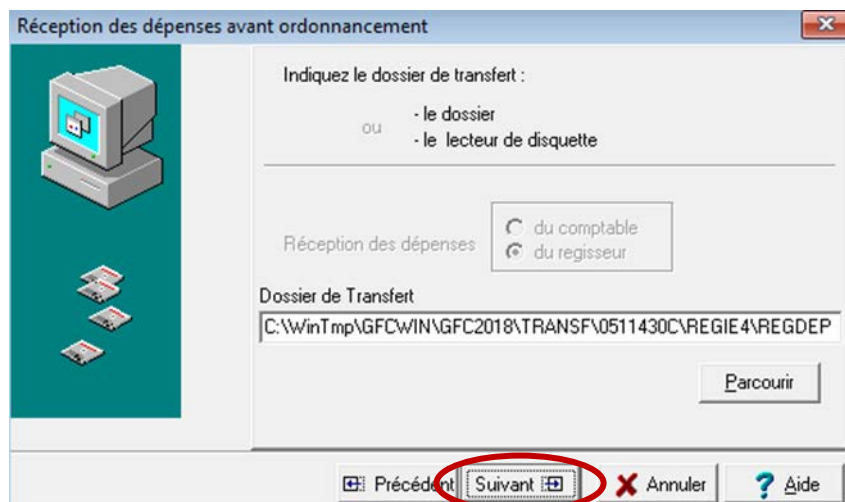 Réception des dépenses avant ordonnancement
Indiquez le dossier de transfert :
ou
- le dossier
- le lecteur de disquette
Réception des dépenses
du comptable
du regisseur
Dossier de Transfert
C:\WinTmp\GFCWIN\GFC2018\TRANSF\0511430C\REGIE4\REGDEP
Parcourir
Précédent Suivant Annuler ? Aide